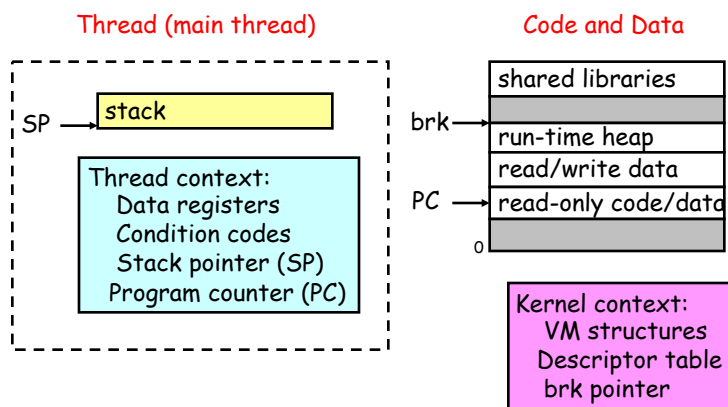 Thread (main thread)
SP
stack
Thread context:
Data registers
Condition codes
Stack pointer (SP)
Program counter (PC)
Code and Data
shared libraries
brk
run-time heap
read/write data
PC
read-only code/data
0
Kernel context:
VM structures
Descriptor table
brk pointer